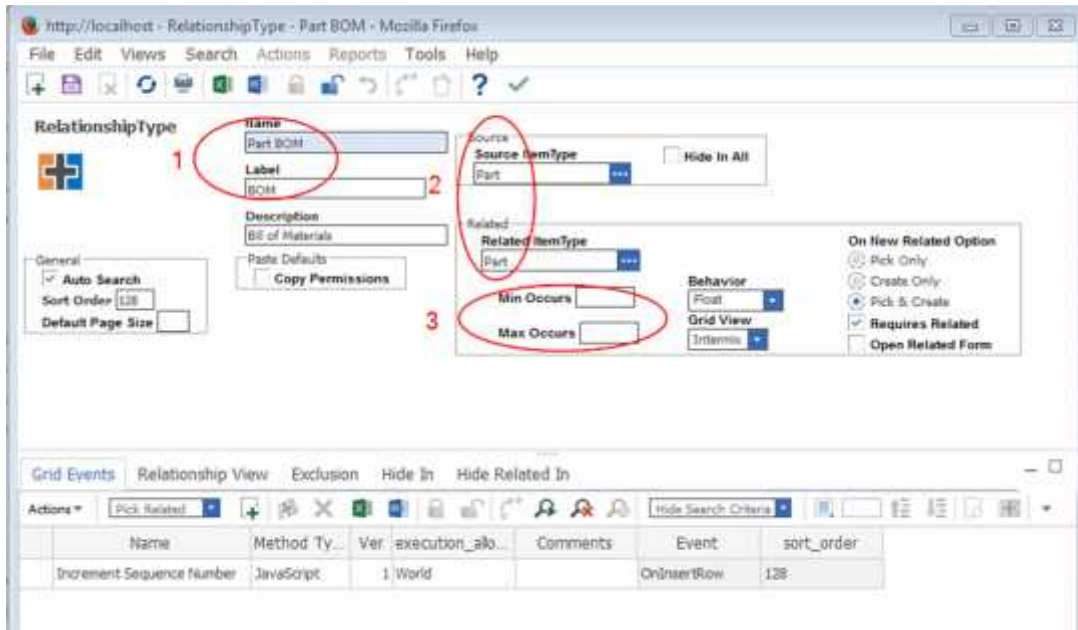 http://localhost - RelationshipType - Part BOM - Mozilla Firefox
File Edit Views Search Actions Reports Tools Help
RelationshipType
Name
Part BOM
1
Label
BOM
Description
Bill of Materials
General
Auto Search
Sort Order 128
Default Page Size
Paste Defaults
Copy Permissions
2
Source
Source ItemType
Part
Hide In All
Related
Related ItemType
Part
3
Min Occurs
Max Occurs
Behavior
Float
Grid View
Intermix
On New Related Option
Pick Only
Create Only
Pick & Create
Requires Related
Open Related Form
Grid Events Relationship View Exclusion Hide In Hide Related In
Actions Pick Related Hide Search Criteria
Name Method Ty... Ver execution_allo... Comments Event sort_order
Increment Sequence Number JavaScript 1 World OnInsertRow 128